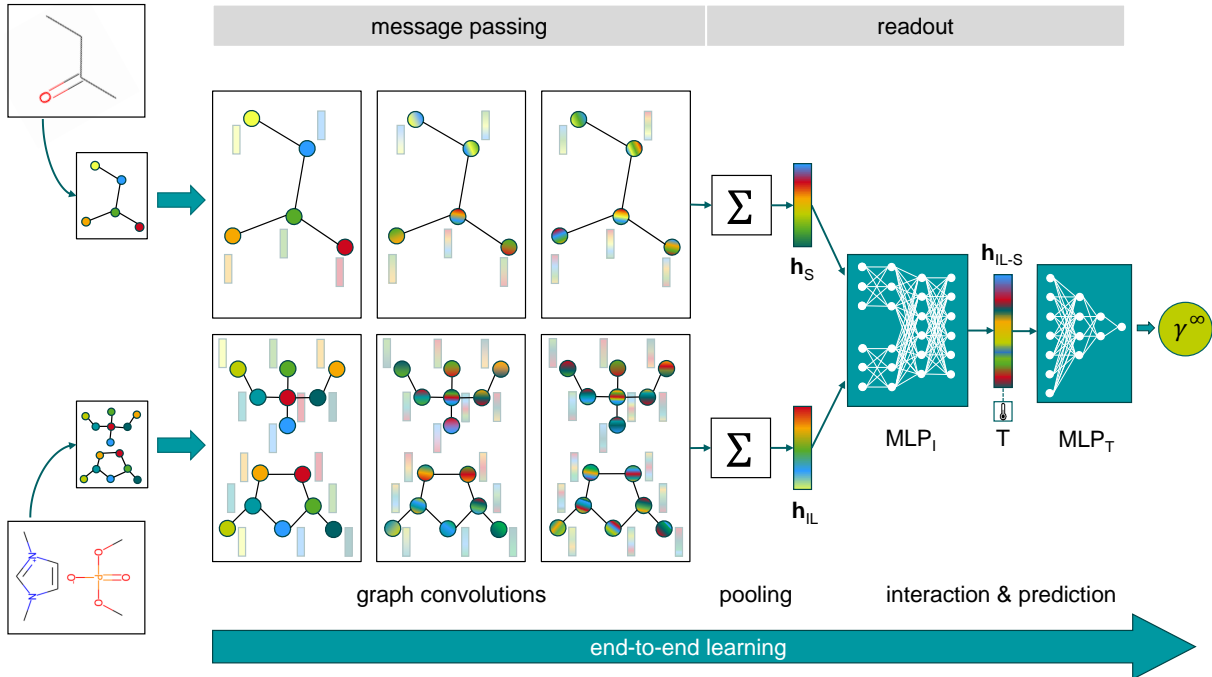 message passing
readout
O
Σ
h_S
h_IL-S
γ^∞
MLP_I
T
MLP_T
Σ
h_IL
N+
N
O
O-
P
O
O
graph convolutions
pooling
interaction & prediction
end-to-end learning